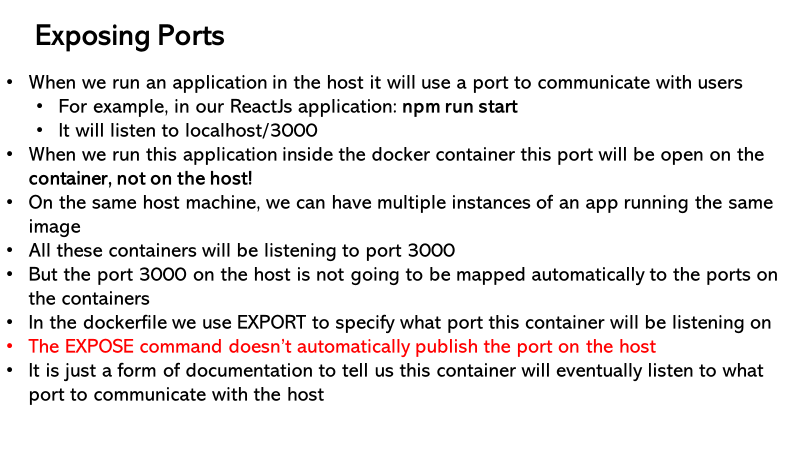 Exposing Ports
• When we run an application in the host it will use a port to communicate with users
• For example, in our ReactJs application: npm run start
• It will listen to localhost/3000
• When we run this application inside the docker container this port will be open on the
container, not on the host!
• On the same host machine, we can have multiple instances of an app running the same
image
• All these containers will be listening to port 3000
• But the port 3000 on the host is not going to be mapped automatically to the ports on
the containers
• In the dockerfile we use EXPORT to specify what port this container will be listening on
• The EXPOSE command doesn't automatically publish the port on the host
• It is just a form of documentation to tell us this container will eventually listen to what
port to communicate with the host